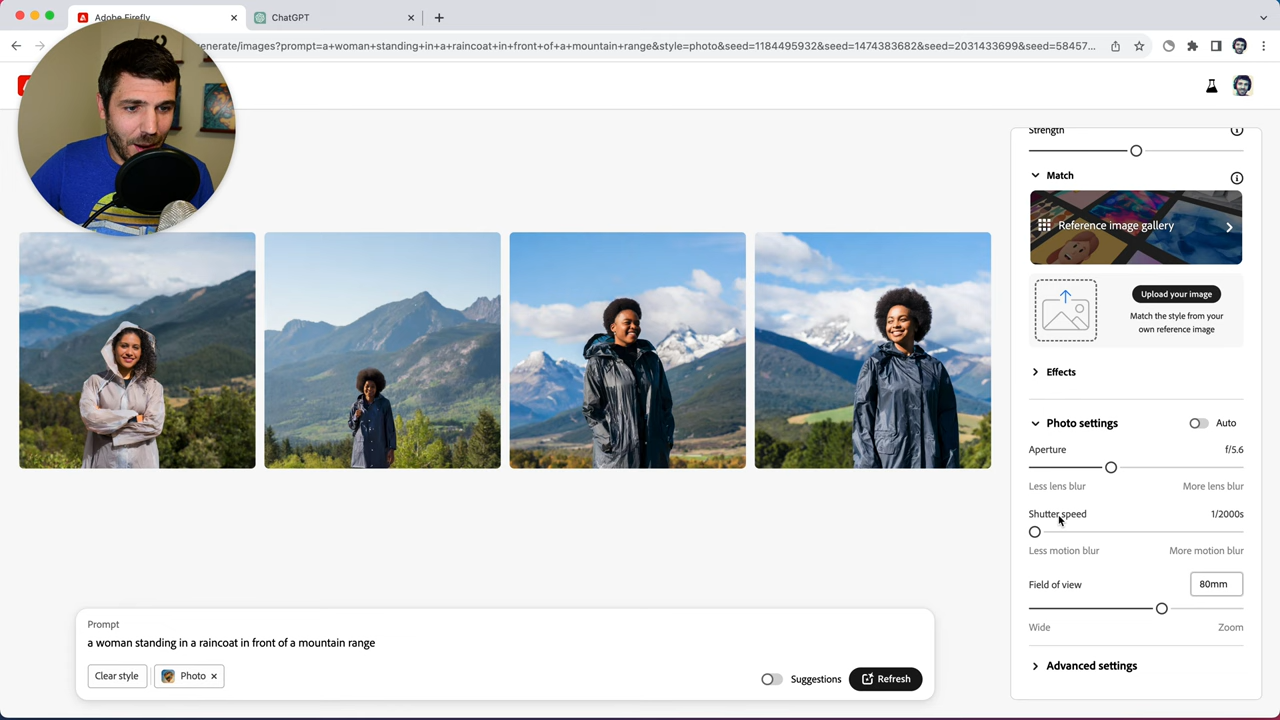 Adobe Firefly
ChatGPT
generate/images?prompt=a+woman+standing+in+a+raincoat+in+front+of+a+mountain+range&style=photo&seed=1184495932&seed=1474383682&seed=2031433699&seed=58457...
Strength
Match
Reference image gallery
Upload your image
Match the style from your
own reference image
Effects
Photo settings
Auto
Aperture
f/5.6
Less lens blur
More lens blur
Shutter speed
1/2000s
Less motion blur
More motion blur
Field of view
80mm
Wide
Zoom
Advanced settings
Prompt
a woman standing in a raincoat in front of a mountain range
Clear style
Photo
Suggestions
Refresh